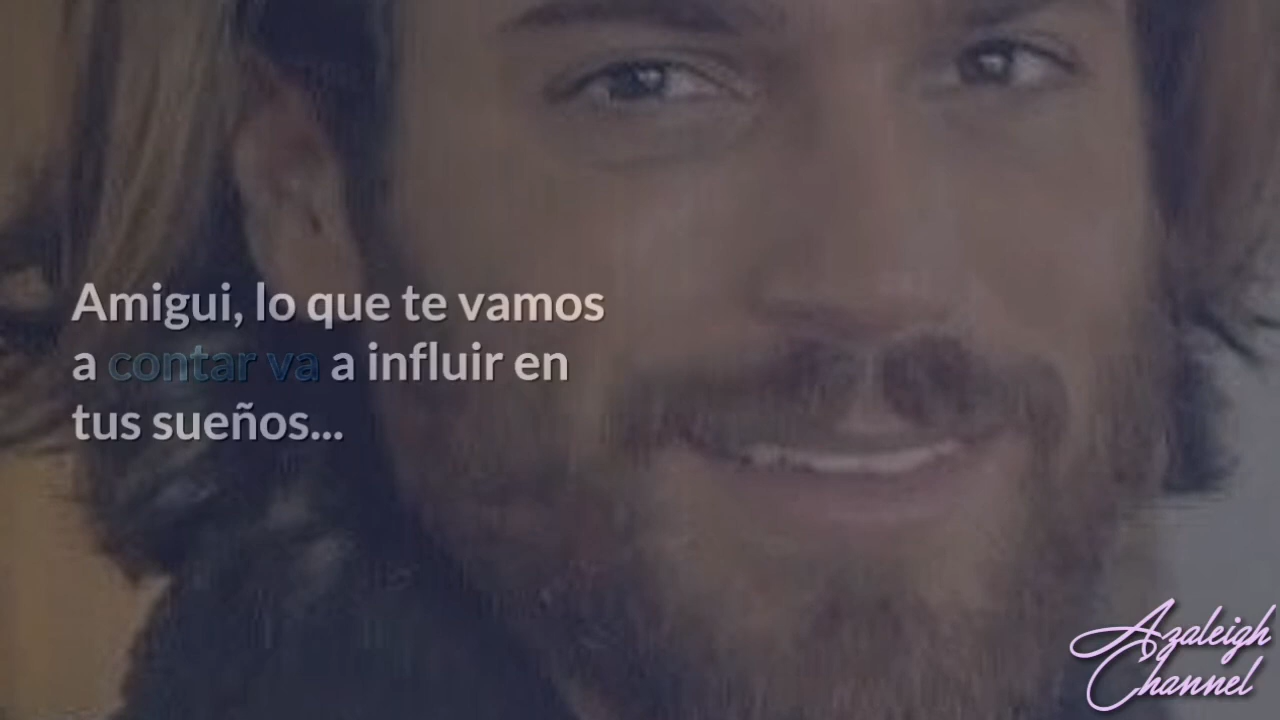 Amigui, lo que te vamos
a contar va a influir en
tus sueños...
Azaleigh
Channel